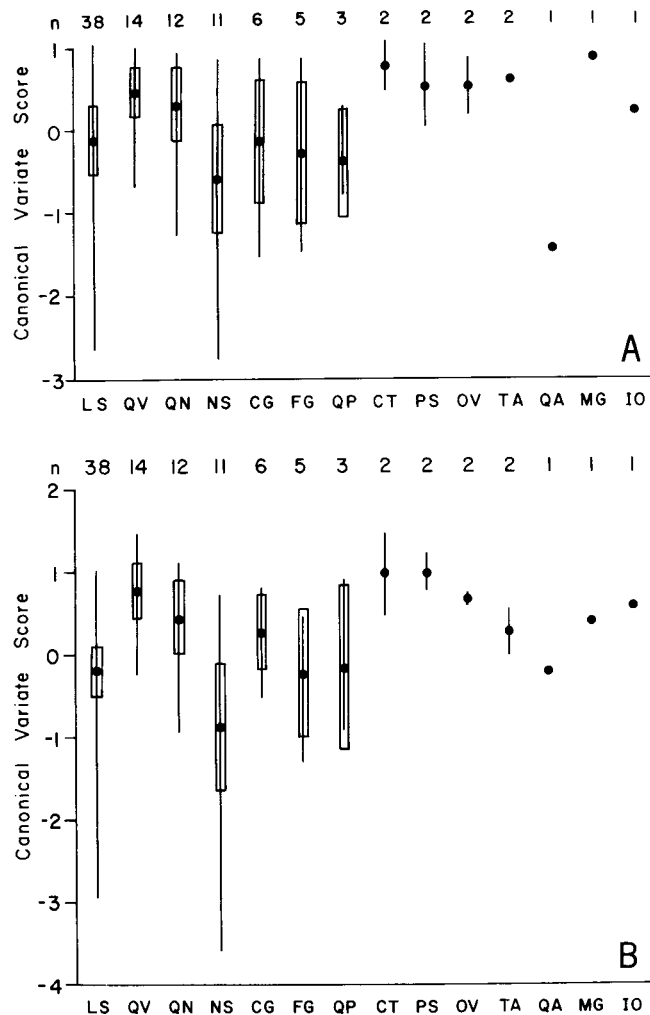 n 38 14 12 11 6 5 3 2 2 2 2 1 1 1
Canonical Variate Score
1
0
-1
-2
-3
A
LS QV QN NS CG FG QP CT PS OV TA QA MG IO
n 38 14 12 11 6 5 3 2 2 2 2 1 1 1
Canonical Variate Score
2
1
0
-1
-2
-3
-4
B
LS QV QN NS CG FG QP CT PS OV TA QA MG IO